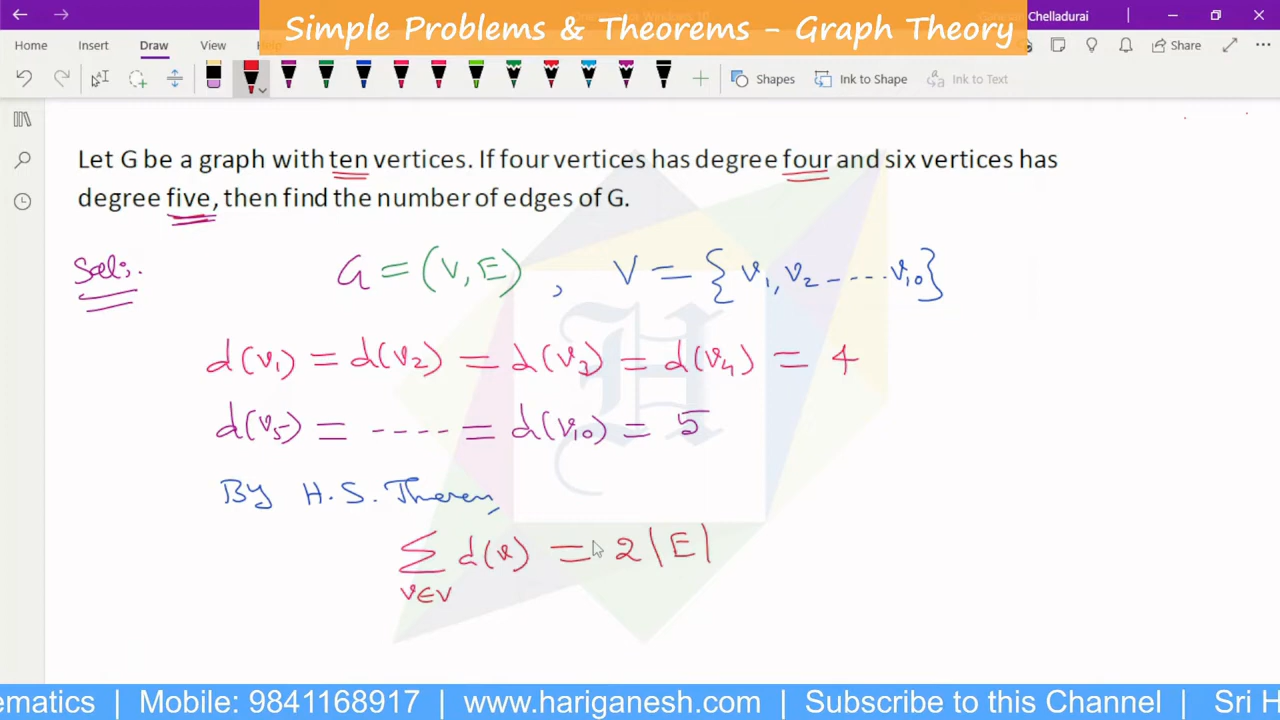 Simple Problems & Theorems - Graph Theory
Chelladurai
Home Insert Draw View
Share
Shapes Ink to Shape Ink to Text
Let G be a graph with ten vertices. If four vertices has degree four and six vertices has
degree five, then find the number of edges of G.
Sol:.
G = (V, E) , V = {v₁, v₂ ---- v₁₀}
d(v₁) = d(v₂) = d(v₃) = d(v₄) = 4
d(v₅) = ---- = d(v₁₀) = 5
By H.S. Theorem,
∑ d(v) = 2 |E|
v∈V
H
ematics | Mobile: 9841168917 | www.hariganesh.com | Subscribe to this Channel | Sri H